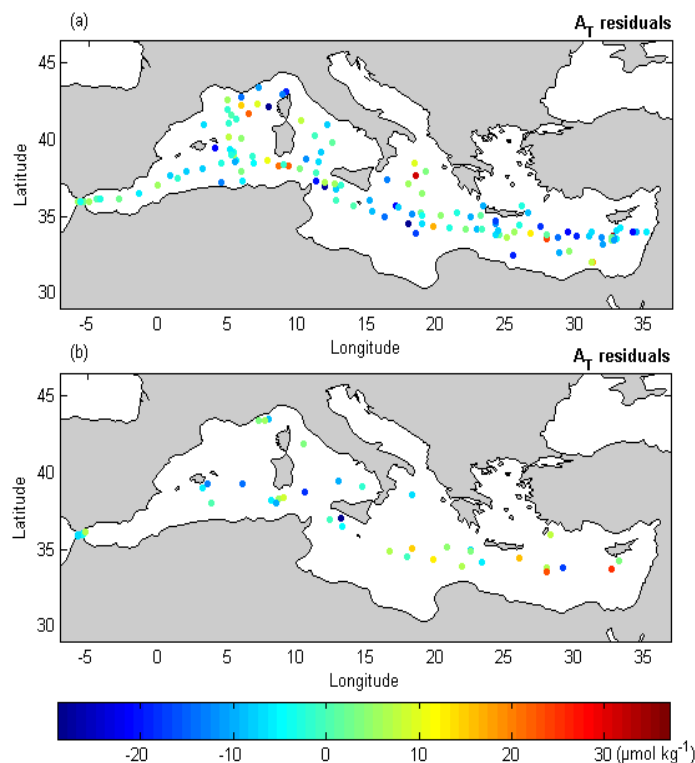 (a) A_T residuals
45
40
35
30
Latitude
-5 0 5 10 15 20 25 30 35
Longitude
(b) A_T residuals
45
40
35
30
Latitude
-5 0 5 10 15 20 25 30 35
Longitude
-20 -10 0 10 20 30 (µmol kg⁻¹)